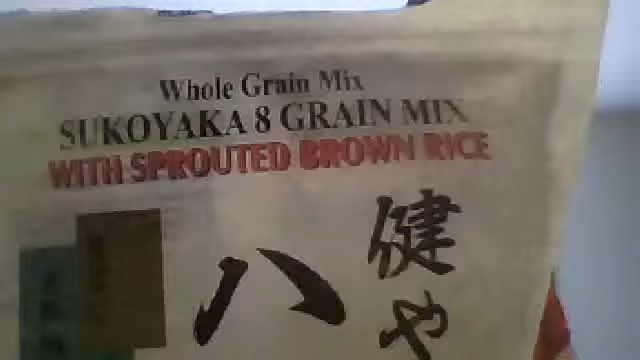 Whole Grain Mix
SUKOYAKA 8 GRAIN MIX
WITH SPROUTED BROWN RICE
健や
八